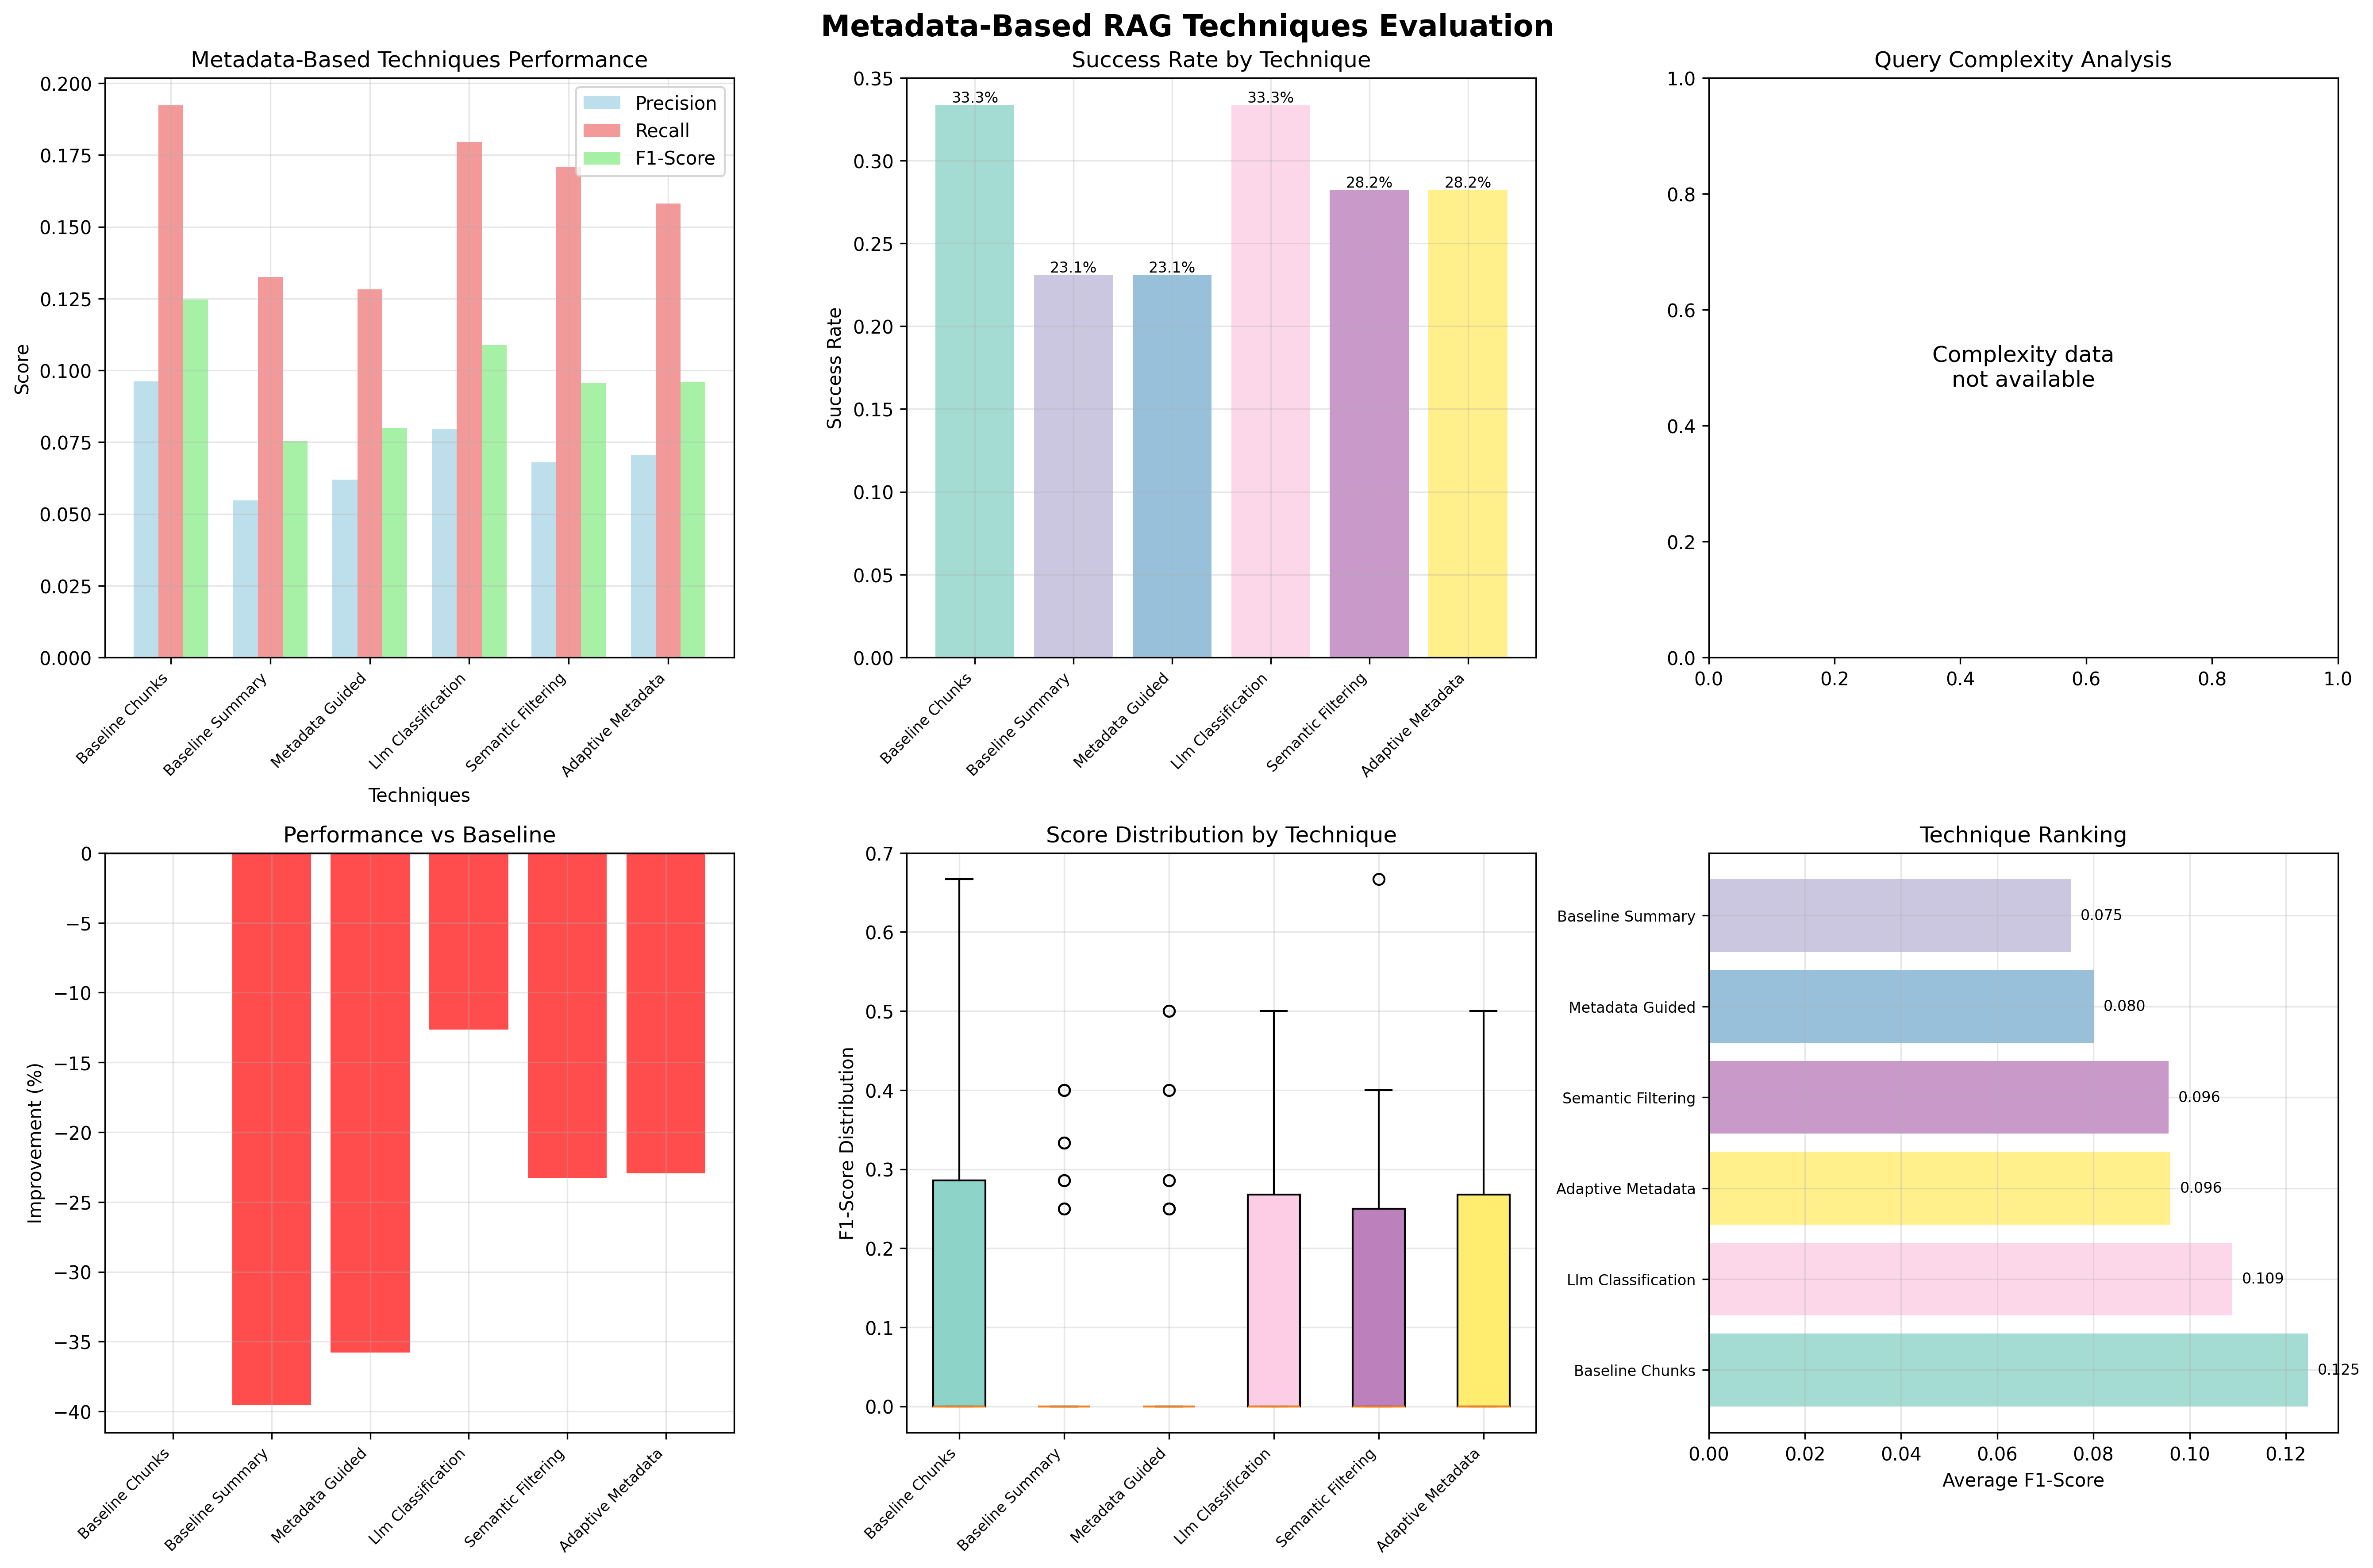 Metadata-Based RAG Techniques Evaluation
Metadata-Based Techniques Performance
Score
0.200
0.175
0.150
0.125
0.100
0.075
0.050
0.025
0.000
Precision
Recall
F1-Score
Baseline Chunks
Baseline Summary
Metadata Guided
Llm Classification
Semantic Filtering
Adaptive Metadata
Techniques
Success Rate by Technique
Success Rate
0.35
0.30
0.25
0.20
0.15
0.10
0.05
0.00
33.3%
23.1%
23.1%
33.3%
28.2%
28.2%
Baseline Chunks
Baseline Summary
Metadata Guided
Llm Classification
Semantic Filtering
Adaptive Metadata
Query Complexity Analysis
1.0
0.8
0.6
0.4
0.2
0.0
Complexity data
not available
0.0 0.2 0.4 0.6 0.8 1.0
Performance vs Baseline
Improvement (%)
0
−5
−10
−15
−20
−25
−30
−35
−40
Baseline Chunks
Baseline Summary
Metadata Guided
Llm Classification
Semantic Filtering
Adaptive Metadata
Score Distribution by Technique
F1-Score Distribution
0.7
0.6
0.5
0.4
0.3
0.2
0.1
0.0
Baseline Chunks
Baseline Summary
Metadata Guided
Llm Classification
Semantic Filtering
Adaptive Metadata
Technique Ranking
Baseline Summary 0.075
Metadata Guided 0.080
Semantic Filtering 0.096
Adaptive Metadata 0.096
Llm Classification 0.109
Baseline Chunks 0.125
0.00 0.02 0.04 0.06 0.08 0.10 0.12
Average F1-Score